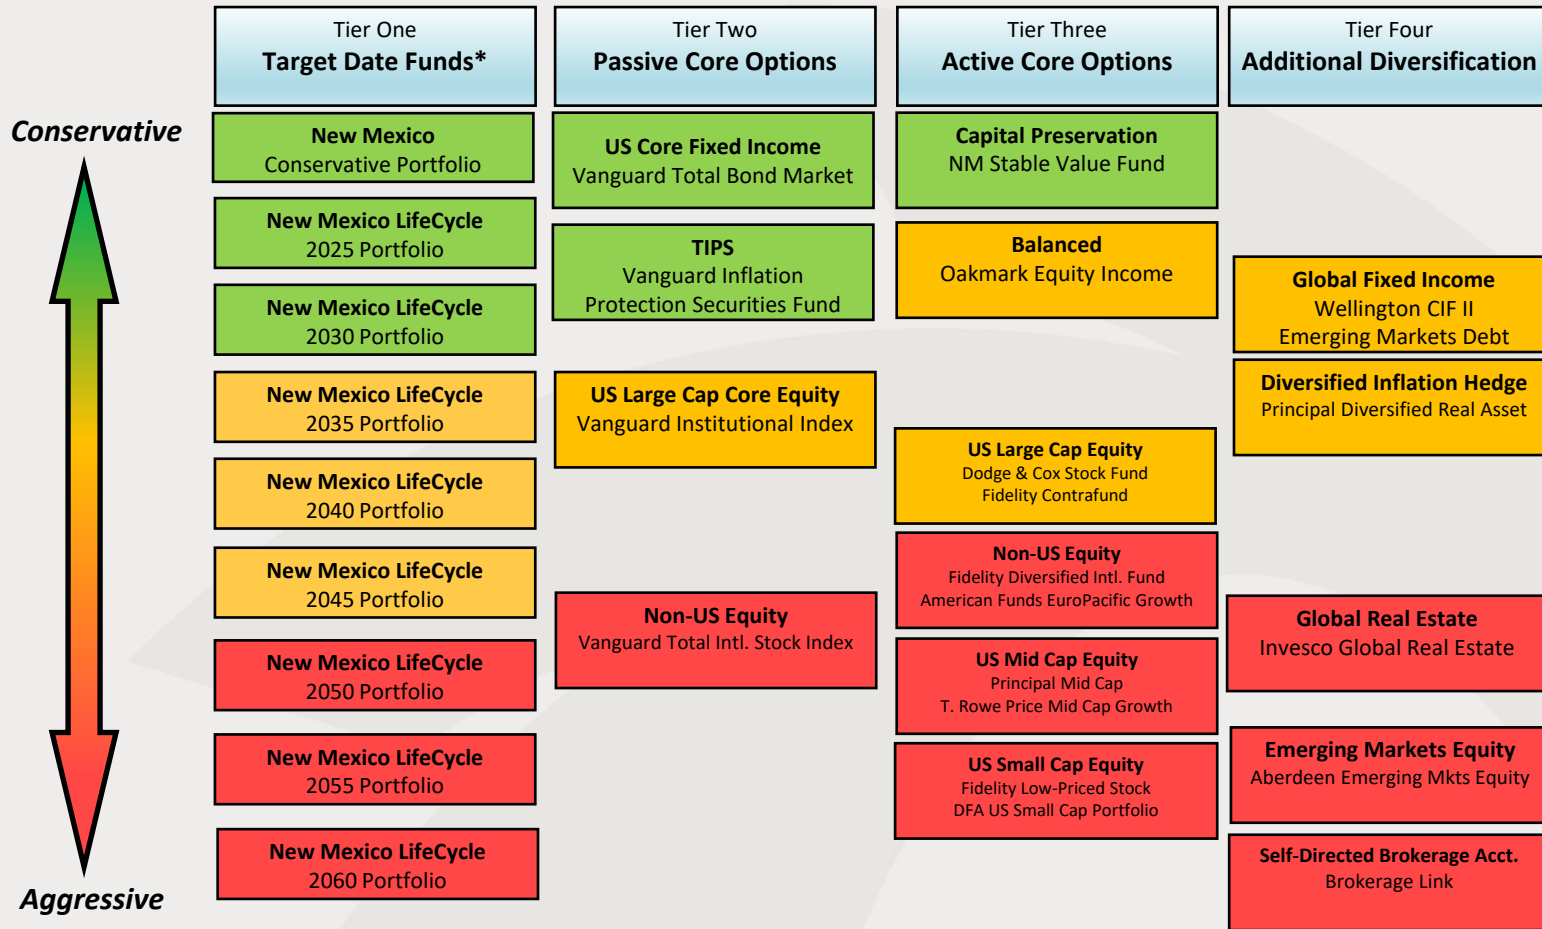 Tier One
Target Date Funds*
Tier Two
Passive Core Options
Tier Three
Active Core Options
Tier Four
Additional Diversification
Conservative
Aggressive
New Mexico
Conservative Portfolio
New Mexico LifeCycle
2025 Portfolio
New Mexico LifeCycle
2030 Portfolio
New Mexico LifeCycle
2035 Portfolio
New Mexico LifeCycle
2040 Portfolio
New Mexico LifeCycle
2045 Portfolio
New Mexico LifeCycle
2050 Portfolio
New Mexico LifeCycle
2055 Portfolio
New Mexico LifeCycle
2060 Portfolio
US Core Fixed Income
Vanguard Total Bond Market
TIPS
Vanguard Inflation
Protection Securities Fund
US Large Cap Core Equity
Vanguard Institutional Index
Non-US Equity
Vanguard Total Intl. Stock Index
Capital Preservation
NM Stable Value Fund
Balanced
Oakmark Equity Income
US Large Cap Equity
Dodge & Cox Stock Fund
Fidelity Contrafund
Non-US Equity
Fidelity Diversified Intl. Fund
American Funds EuroPacific Growth
US Mid Cap Equity
Principal Mid Cap
T. Rowe Price Mid Cap Growth
US Small Cap Equity
Fidelity Low-Priced Stock
DFA US Small Cap Portfolio
Global Fixed Income
Wellington CIF II
Emerging Markets Debt
Diversified Inflation Hedge
Principal Diversified Real Asset
Global Real Estate
Invesco Global Real Estate
Emerging Markets Equity
Aberdeen Emerging Mkts Equity
Self-Directed Brokerage Acct.
Brokerage Link